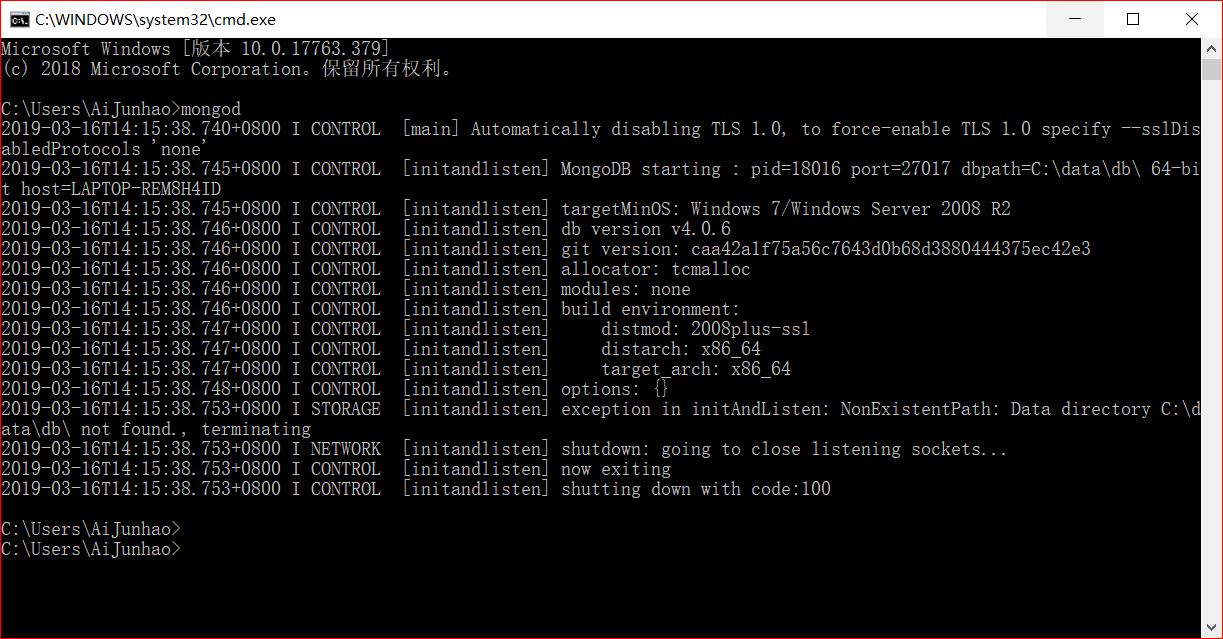 C:\WINDOWS\system32\cmd.exe
Microsoft Windows [版本 10.0.17763.379]
(c) 2018 Microsoft Corporation。保留所有权利。
C:\Users\AiJunhao>mongod
2019-03-16T14:15:38.740+0800 I CONTROL  [main] Automatically disabling TLS 1.0, to force-enable TLS 1.0 specify --sslDis
abledProtocols 'none'
2019-03-16T14:15:38.745+0800 I CONTROL  [initandlisten] MongoDB starting : pid=18016 port=27017 dbpath=C:\data\db\ 64-bi
t host=LAPTOP-REM8H4ID
2019-03-16T14:15:38.745+0800 I CONTROL  [initandlisten] targetMinOS: Windows 7/Windows Server 2008 R2
2019-03-16T14:15:38.746+0800 I CONTROL  [initandlisten] db version v4.0.6
2019-03-16T14:15:38.746+0800 I CONTROL  [initandlisten] git version: caa42a1f75a56c7643d0b68d3880444375ec42e3
2019-03-16T14:15:38.746+0800 I CONTROL  [initandlisten] allocator: tcmalloc
2019-03-16T14:15:38.746+0800 I CONTROL  [initandlisten] modules: none
2019-03-16T14:15:38.746+0800 I CONTROL  [initandlisten] build environment:
2019-03-16T14:15:38.747+0800 I CONTROL  [initandlisten]     distmod: 2008plus-ssl
2019-03-16T14:15:38.747+0800 I CONTROL  [initandlisten]     distarch: x86_64
2019-03-16T14:15:38.747+0800 I CONTROL  [initandlisten]     target_arch: x86_64
2019-03-16T14:15:38.748+0800 I CONTROL  [initandlisten] options: {}
2019-03-16T14:15:38.753+0800 I STORAGE  [initandlisten] exception in initAndListen: NonExistentPath: Data directory C:\d
ata\db\ not found., terminating
2019-03-16T14:15:38.753+0800 I NETWORK  [initandlisten] shutdown: going to close listening sockets...
2019-03-16T14:15:38.753+0800 I CONTROL  [initandlisten] now exiting
2019-03-16T14:15:38.753+0800 I CONTROL  [initandlisten] shutting down with code:100
C:\Users\AiJunhao>
C:\Users\AiJunhao>